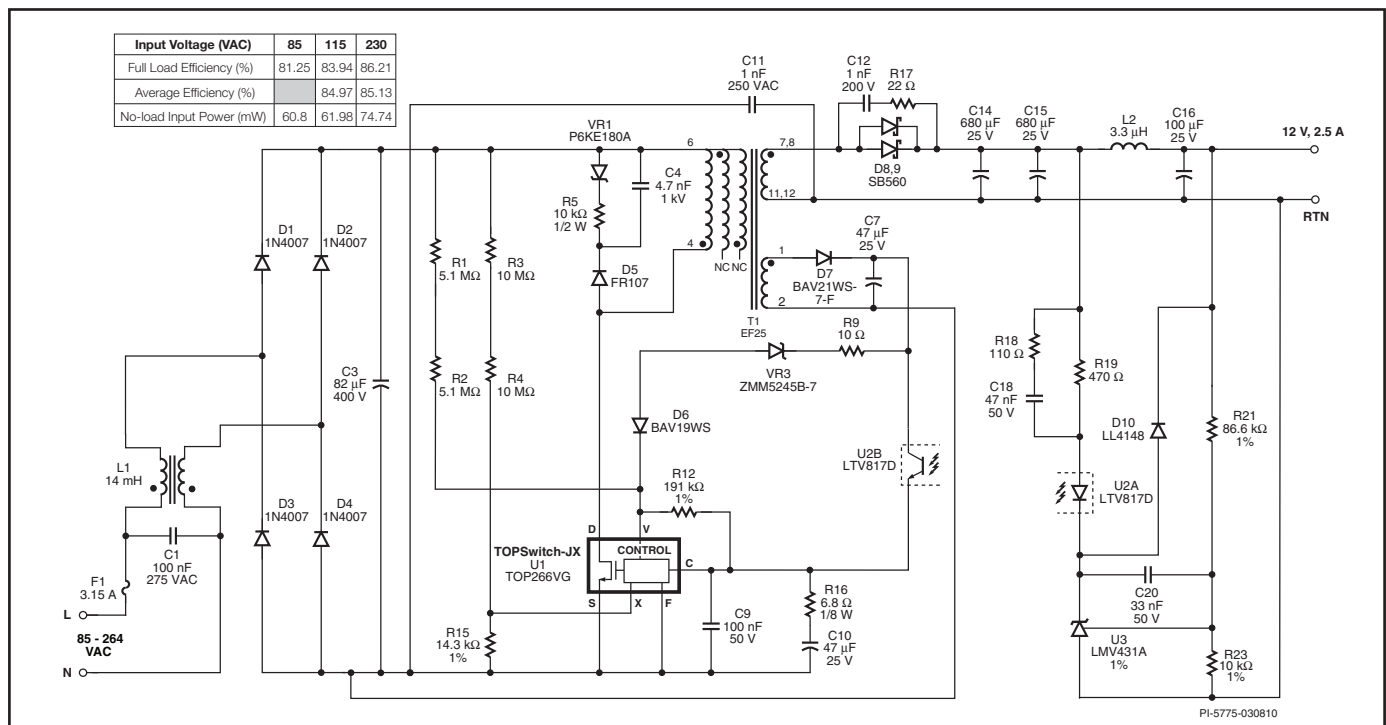 Input Voltage (VAC) 85 115 230
Full Load Efficiency (%) 81.25 83.94 86.21
Average Efficiency (%) 84.97 85.13
No-load Input Power (mW) 60.8 61.98 74.74
C11
1 nF
250 VAC
C12
1 nF
200 V
R17
22 Ω
D8,9
SB560
C14
680 µF
25 V
C15
680 µF
25 V
L2
3.3 µH
C16
100 µF
25 V
12 V, 2.5 A
RTN
VR1
P6KE180A
C4
4.7 nF
1 kV
R5
10 kΩ
1/2 W
D5
FR107
6
4
NC NC
7,8
11,12
1
2
T1
EF25
C7
47 µF
25 V
D7
BAV21WS-
7-F
D1
1N4007
D2
1N4007
R1
5.1 MΩ
R3
10 MΩ
R2
5.1 MΩ
R4
10 MΩ
C3
82 µF
400 V
VR3
ZMM5245B-7
R9
10 Ω
D6
BAV19WS
R12
191 kΩ
1%
U2B
LTV817D
R18
110 Ω
C18
47 nF
50 V
R19
470 Ω
D10
LL4148
R21
86.6 kΩ
1%
U2A
LTV817D
L1
14 mH
D3
1N4007
D4
1N4007
C1
100 nF
275 VAC
F1
3.15 A
L
85 - 264
VAC
N
TOPSwitch-JX
U1
TOP266VG
D
V
CONTROL
C
S
X
F
R15
14.3 kΩ
1%
C9
100 nF
50 V
R16
6.8 Ω
1/8 W
C10
47 µF
25 V
C20
33 nF
50 V
U3
LMV431A
1%
R23
10 kΩ
1%
PI-5775-030810